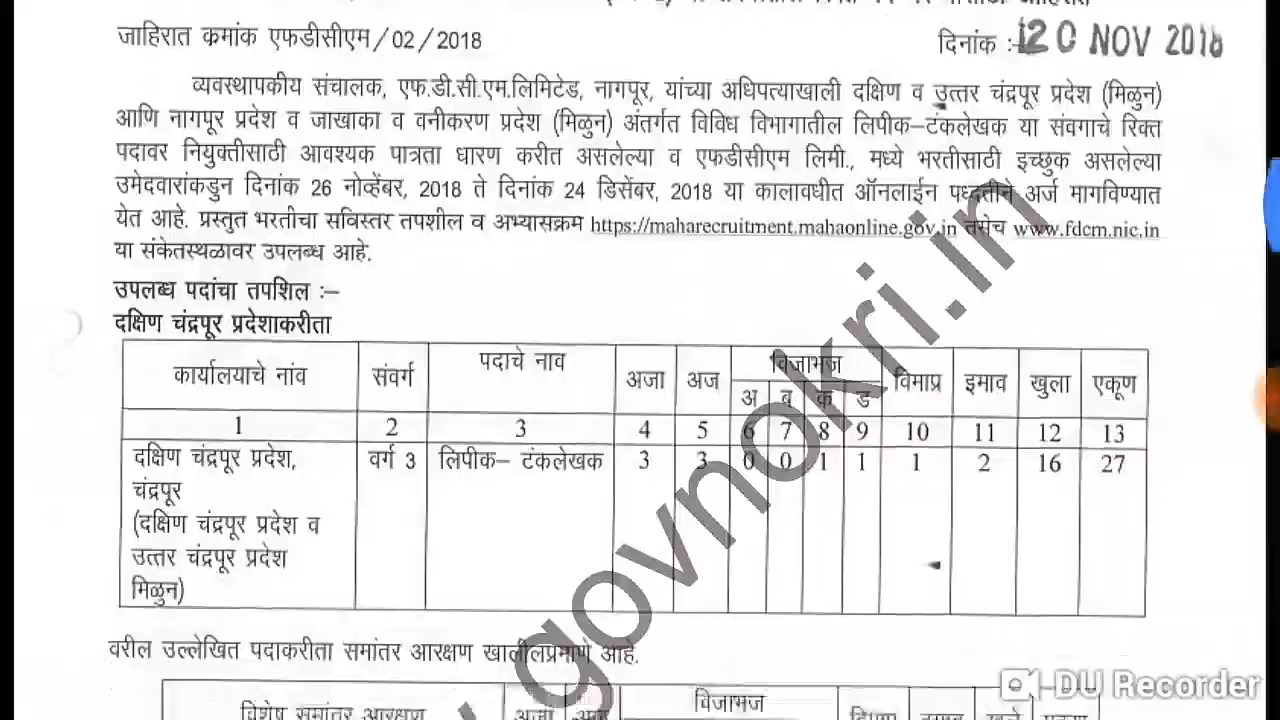 जाहिरात कमांक एफडीसीएम/02/2018 दिनांक :- 20 NOV 2018
व्यवस्थापकीय संचालक, एफ.डी.सी.एम.लिमिटेड, नागपूर, यांच्या अधिपत्याखाली दक्षिण व उत्तर चंद्रपूर प्रदेश (मिळुन)
आणि नागपूर प्रदेश व जाखाका व वनीकरण प्रदेश (मिळुन) अंतर्गत विविध विभागातील लिपीक–टंकलेखक या संवगाचे रिक्त
पदावर नियुक्तीसाठी आवश्यक पात्रता धारण करीत असलेल्या व एफडीसीएम लिमी., मध्ये भरतीसाठी इच्छुक असलेल्या
उमेदवारांकडुन दिनांक 26 नोव्हेंबर, 2018 ते दिनांक 24 डिसेंबर, 2018 या कालावधीत ऑनलाईन पध्दतीने अर्ज मागविण्यात
येत आहे. प्रस्तुत भरतीचा सविस्तर तपशील व अभ्यासक्रम https://maharecruitment.mahaonline.gov.in तसेच www.fdcm.nic.in
या संकेतस्थळावर उपलब्ध आहे.
उपलब्ध पदांचा तपशिल :–
दक्षिण चंद्रपूर प्रदेशाकरीता
कार्यालयाचे नांव संवर्ग पदाचे नाव अजा अज विजाभज विमाप्र इमाव खुला एकूण
अ ब क ड
1 2 3 4 5 6 7 8 9 10 11 12 13
दक्षिण चंद्रपूर प्रदेश, वर्ग 3 लिपीक– टंकलेखक 3 3 0 0 1 1 1 2 16 27
चंद्रपूर
(दक्षिण चंद्रपूर प्रदेश व
उत्तर चंद्रपूर प्रदेश
मिळुन)
वरील उल्लेखित पदाकरीता समांतर आरक्षण खालीलप्रमाणे आहे.
विशेष समांतर आरक्षण अजा अज विजाभज
.govnokri.in
DU Recorder